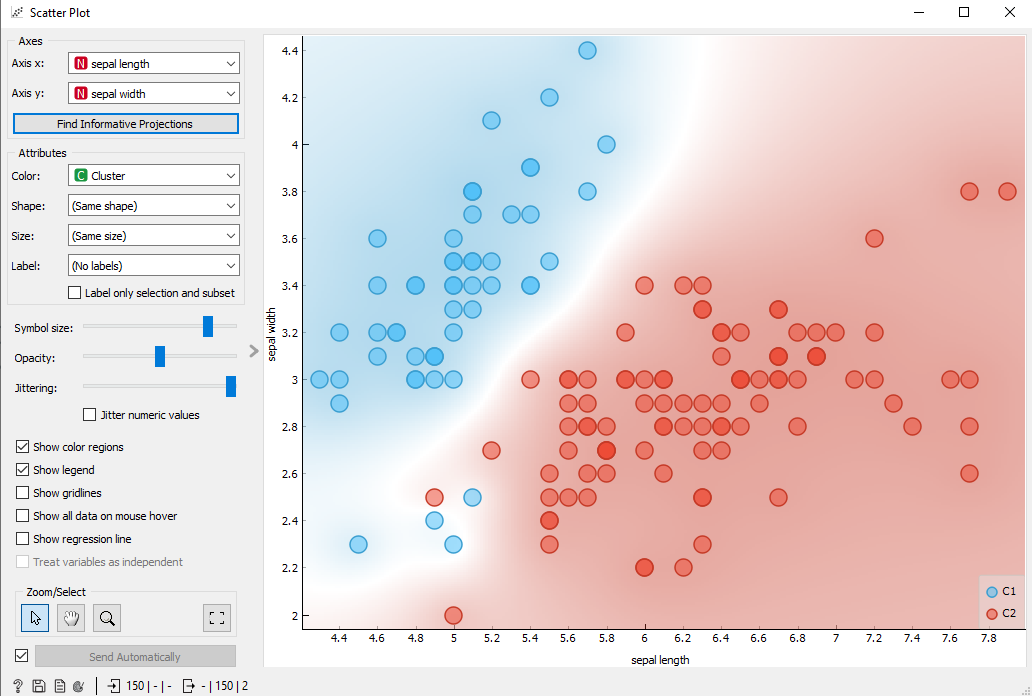 Scatter Plot
Axes
Axis x: N sepal length
Axis y: N sepal width
Find Informative Projections
Attributes
Color: C Cluster
Shape: (Same shape)
Size: (Same size)
Label: (No labels)
Label only selection and subset
Symbol size:
Opacity:
Jittering:
Jitter numeric values
Show color regions
Show legend
Show gridlines
Show all data on mouse hover
Show regression line
Treat variables as independent
Zoom/Select
Send Automatically
? 150 | - | - - | 150 | 2
sepal width
4.4
4.2
4
3.8
3.6
3.4
3.2
3
2.8
2.6
2.4
2.2
2
4.4 4.6 4.8 5 5.2 5.4 5.6 5.8 6 6.2 6.4 6.6 6.8 7 7.2 7.4 7.6 7.8
sepal length
C1
C2